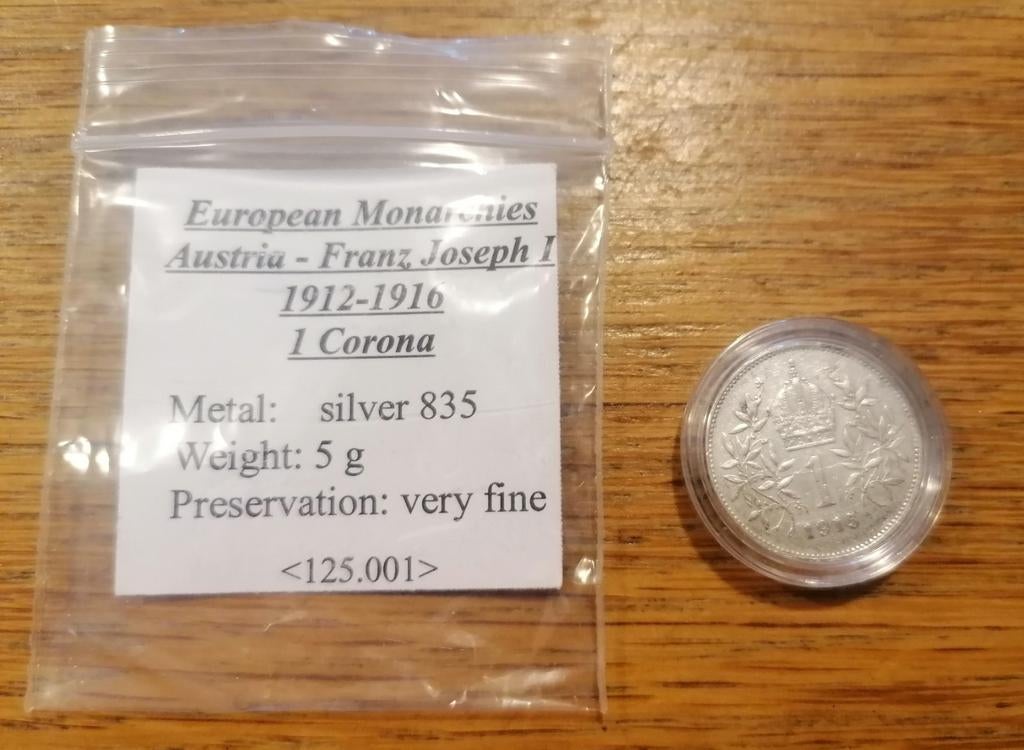 European Monarchies
Austria - Franz Joseph I
1912-1916
1 Corona
Metal: silver 835
Weight: 5 g
Preservation: very fine
<125.001>
1